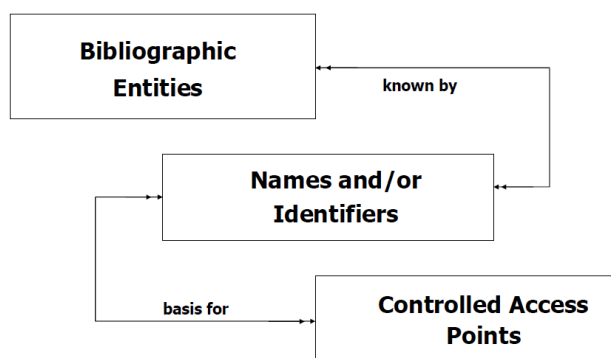 Bibliographic
Entities
known by
Names and/or
Identifiers
basis for
Controlled Access
Points